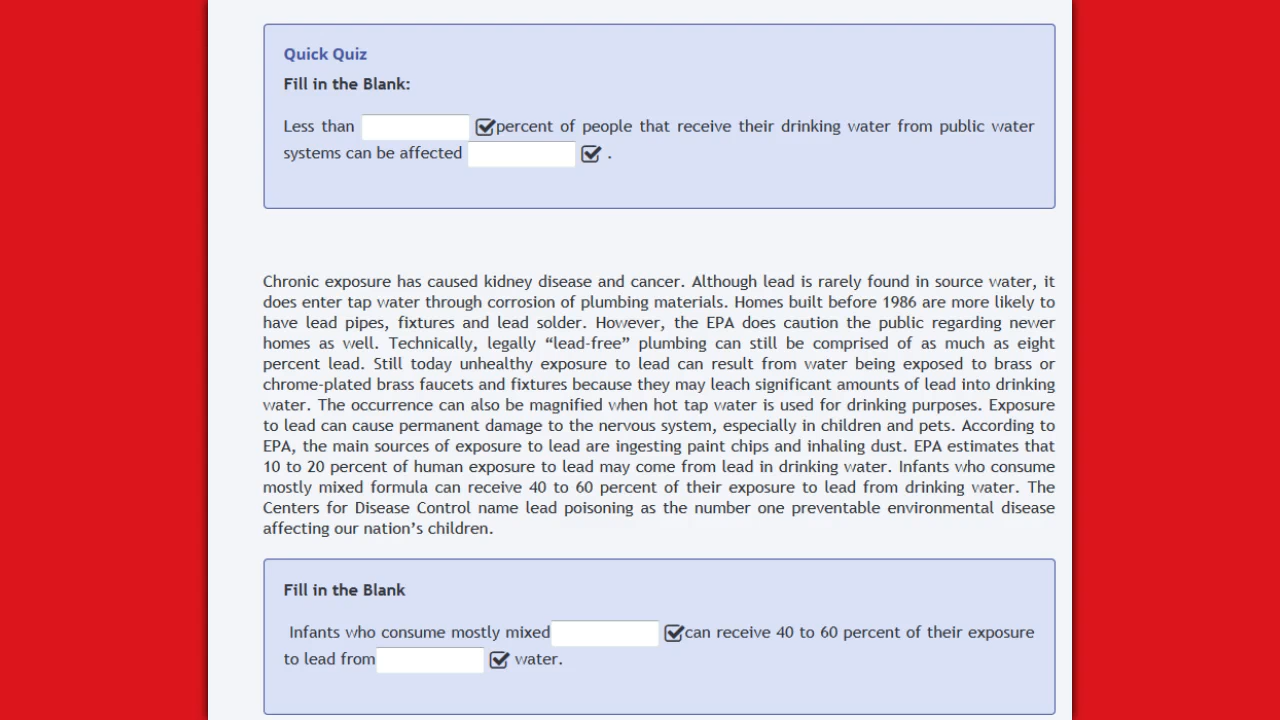 Quick Quiz
Fill in the Blank:
Less than percent of people that receive their drinking water from public water
systems can be affected .
Chronic exposure has caused kidney disease and cancer. Although lead is rarely found in source water, it
does enter tap water through corrosion of plumbing materials. Homes built before 1986 are more likely to
have lead pipes, fixtures and lead solder. However, the EPA does caution the public regarding newer
homes as well. Technically, legally “lead-free” plumbing can still be comprised of as much as eight
percent lead. Still today unhealthy exposure to lead can result from water being exposed to brass or
chrome-plated brass faucets and fixtures because they may leach significant amounts of lead into drinking
water. The occurrence can also be magnified when hot tap water is used for drinking purposes. Exposure
to lead can cause permanent damage to the nervous system, especially in children and pets. According to
EPA, the main sources of exposure to lead are ingesting paint chips and inhaling dust. EPA estimates that
10 to 20 percent of human exposure to lead may come from lead in drinking water. Infants who consume
mostly mixed formula can receive 40 to 60 percent of their exposure to lead from drinking water. The
Centers for Disease Control name lead poisoning as the number one preventable environmental disease
affecting our nation’s children.
Fill in the Blank
Infants who consume mostly mixed can receive 40 to 60 percent of their exposure
to lead from water.